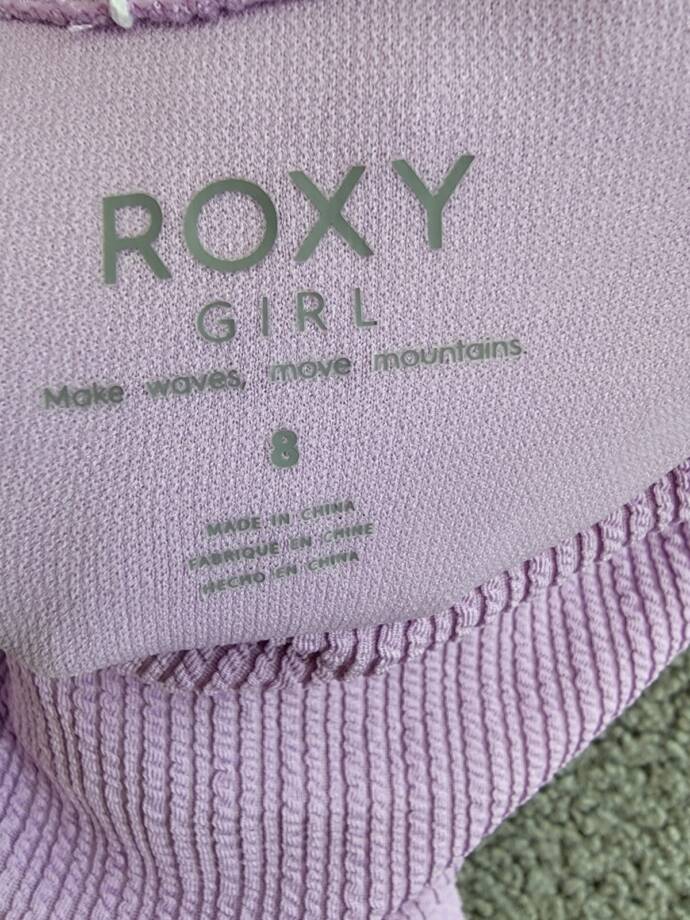 ROXY
GIRL
Make waves, move mountains.
8
MADE IN CHINA
FABRIQUE EN CHINE
HECHO EN CHINA